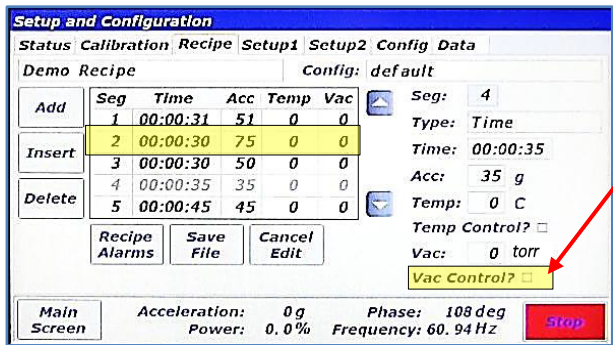 Setup and Configuration
Status Calibration Recipe Setup1 Setup2 Config Data
Demo Recipe Config: default
Add
Insert
Delete
Seg Time Acc Temp Vac
1 00:00:31 51 0 0
2 00:00:30 75 0 0
3 00:00:30 50 0 0
4 00:00:35 35 0 0
5 00:00:45 45 0 0
Recipe Alarms
Save File
Cancel Edit
Seg: 4
Type: Time
Time: 00:00:35
Acc: 35 g
Temp: 0 C
Temp Control?
Vac: 0 torr
Vac Control?
Main Screen
Acceleration: 0 g
Power: 0.0%
Phase: 108 deg
Frequency: 60.94 Hz
Stop